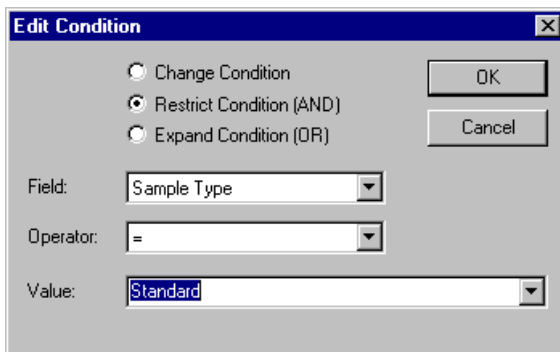 Edit Condition
Change Condition
Restrict Condition (AND)
Expand Condition (OR)
OK
Cancel
Field: Sample Type
Operator: =
Value: Standard